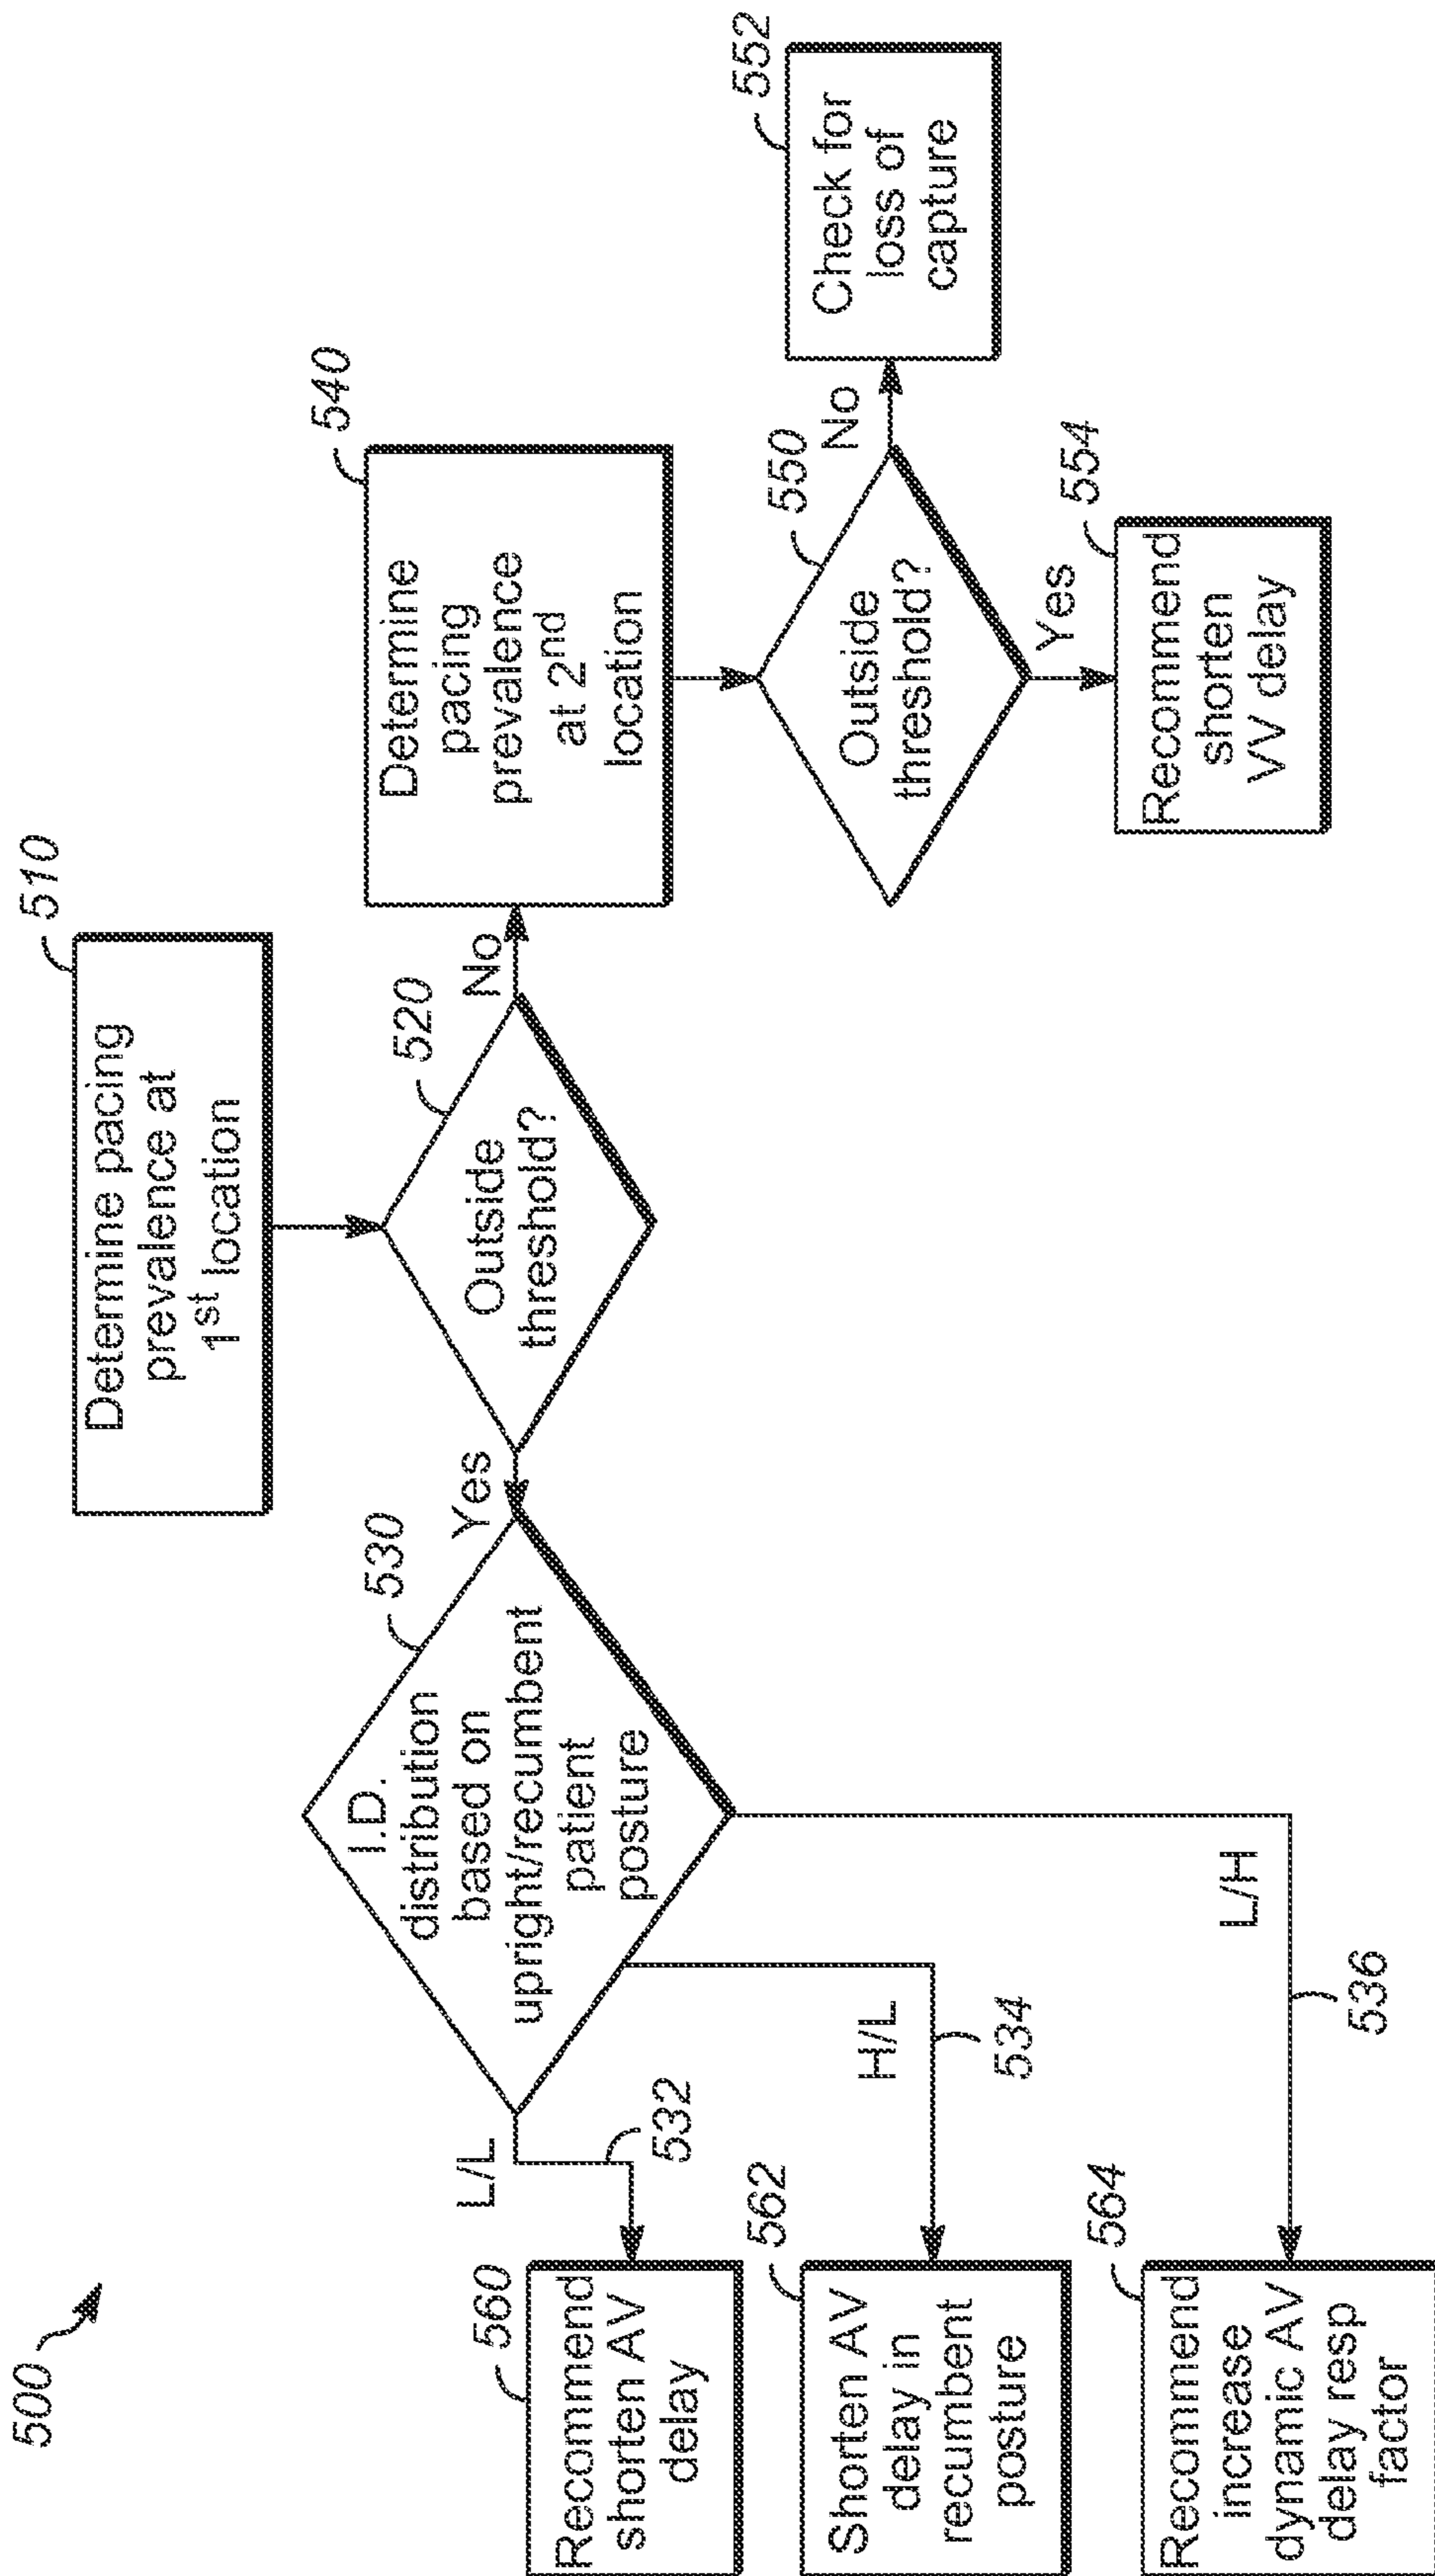 500
510
Determine pacing
prevalence at
1st location
520
Outside
threshold?
Yes
No
530
I.D.
distribution
based on
upright/recumbent
patient
posture
L/L
532
H/L
534
L/H
536
560
Recommend
shorten AV
delay
562
Shorten AV
delay in
recumbent
posture
564
Recommend
increase
dynamic AV
delay resp
factor
540
Determine
pacing
prevalence
at 2nd
location
550
Outside
threshold?
No
Yes
552
Check for
loss of
capture
554
Recommend
shorten
VV delay